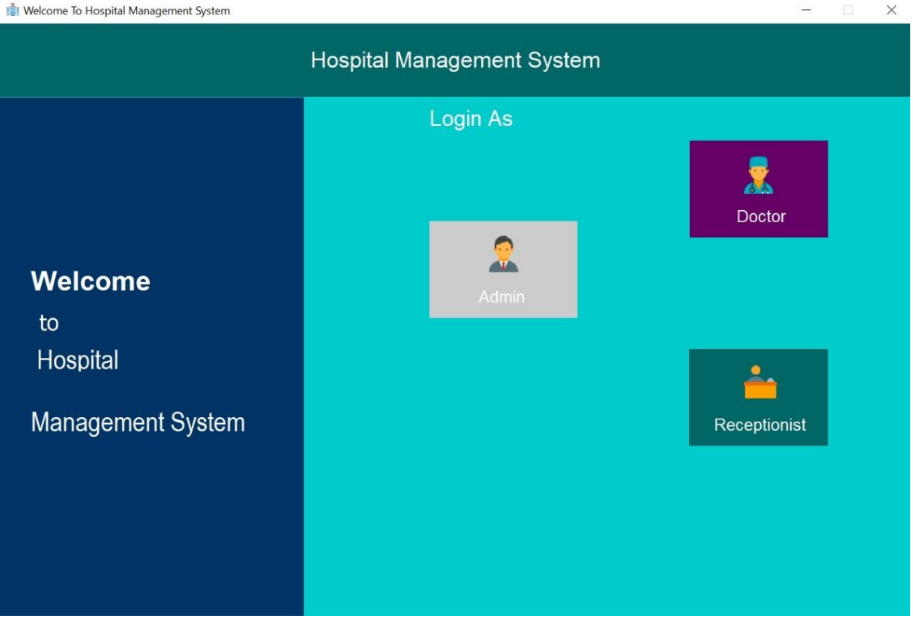 Welcome To Hospital Management System
Hospital Management System
Welcome
to
Hospital
Management System
Login As
Doctor
Admin
Receptionist